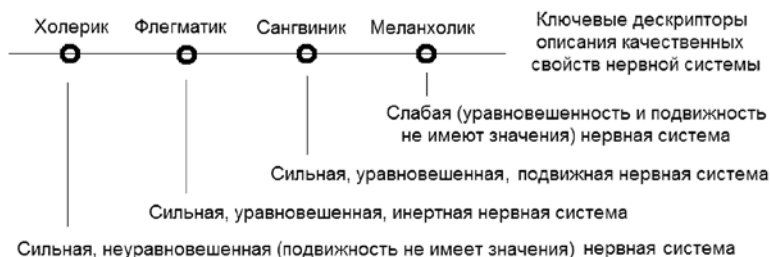 Холерик Флегматик Сангвиник Меланхолик
Ключевые дескрипторы
описания качественных
свойств нервной системы
Слабая (уравновешенность и подвижность
не имеют значения) нервная система
Сильная, уравновешенная, подвижная нервная система
Сильная, уравновешенная, инертная нервная система
Сильная, неуравновешенная (подвижность не имеет значения) нервная система